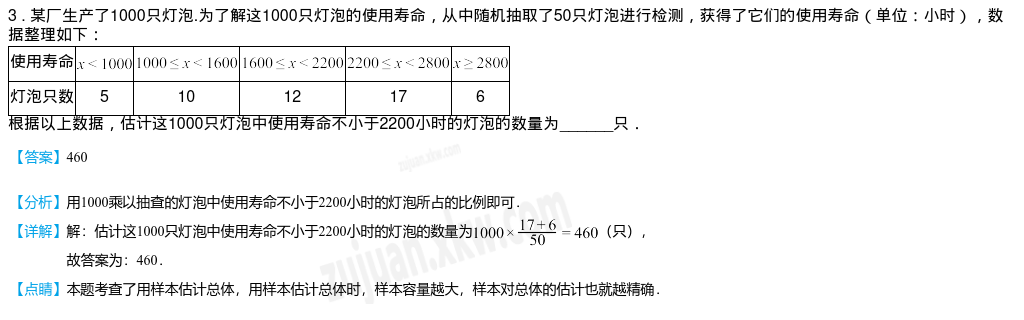 3．某厂生产了1000只灯泡.为了解这1000只灯泡的使用寿命，从中随机抽取了50只灯泡进行检测，获得了它们的使用寿命（单位：小时），数
据整理如下：
使用寿命 x < 1000 1000 ≤ x < 1600 1600 ≤ x < 2200 2200 ≤ x < 2800 x ≥ 2800
灯泡只数 5 10 12 17 6
根据以上数据，估计这1000只灯泡中使用寿命不小于2200小时的灯泡的数量为______只．
【答案】460
【分析】用1000乘以抽查的灯泡中使用寿命不小于2200小时的灯泡所占的比例即可．
【详解】解：估计这1000只灯泡中使用寿命不小于2200小时的灯泡的数量为1000 × (17+6)/50 = 460（只），
故答案为：460．
【点睛】本题考查了用样本估计总体，用样本估计总体时，样本容量越大，样本对总体的估计也就越精确．
zujuan.xkw.com
zujuan.xkw.com